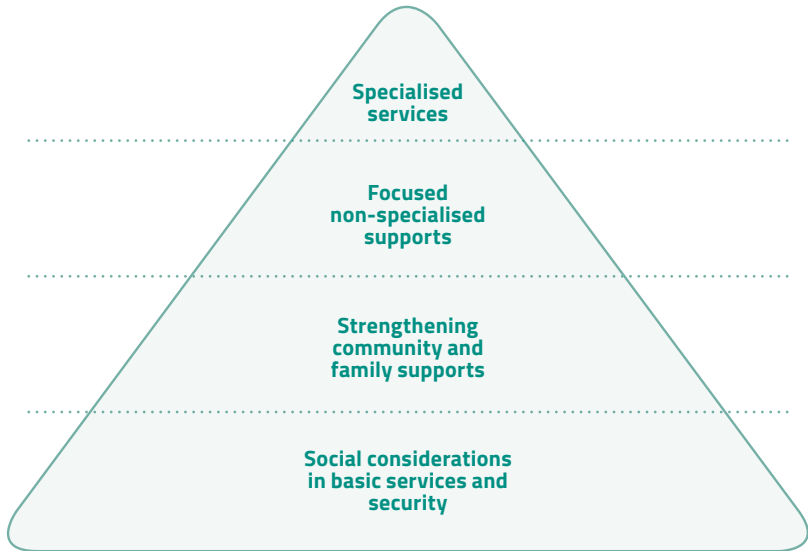 Specialised
services
Focused
non-specialised
supports
Strengthening
community and
family supports
Social considerations
in basic services and
security